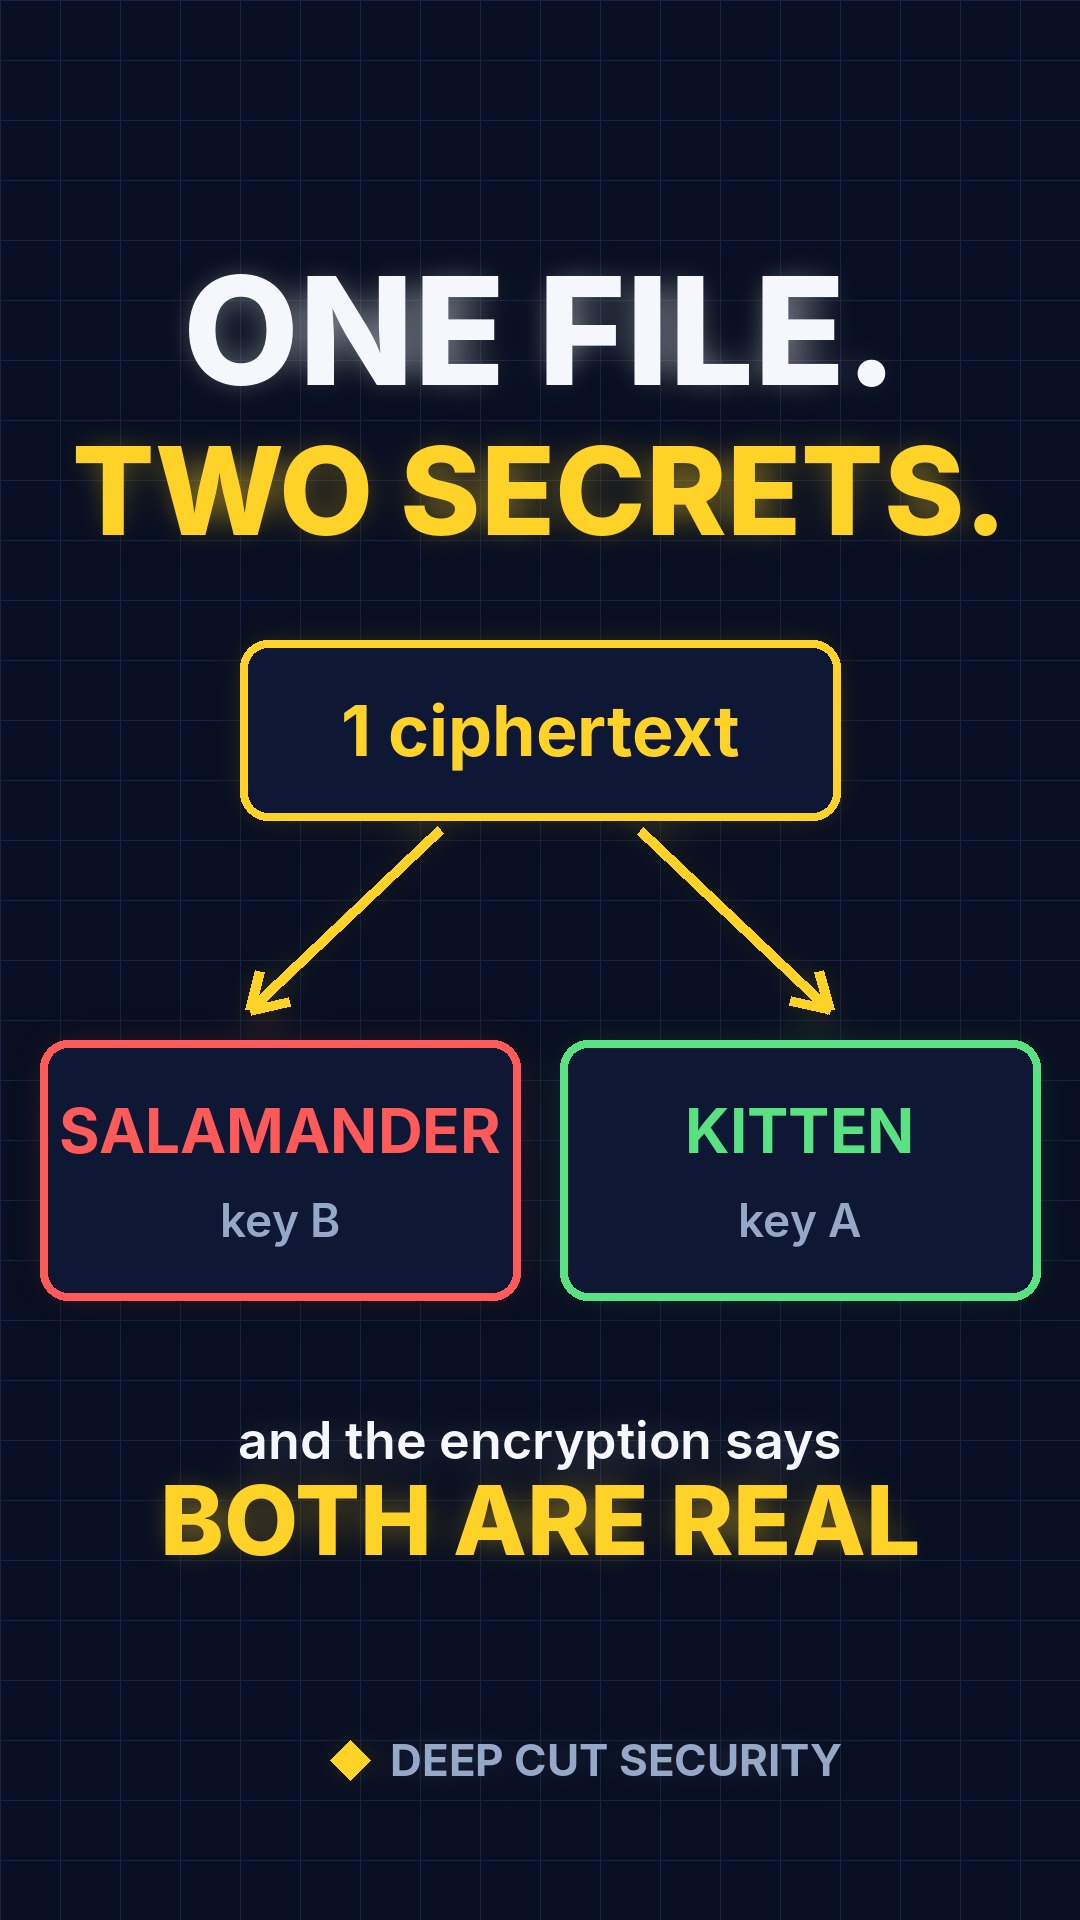 ONE FILE.
TWO SECRETS.
1 ciphertext
SALAMANDER
key B
KITTEN
key A
and the encryption says
BOTH ARE REAL
DEEP CUT SECURITY